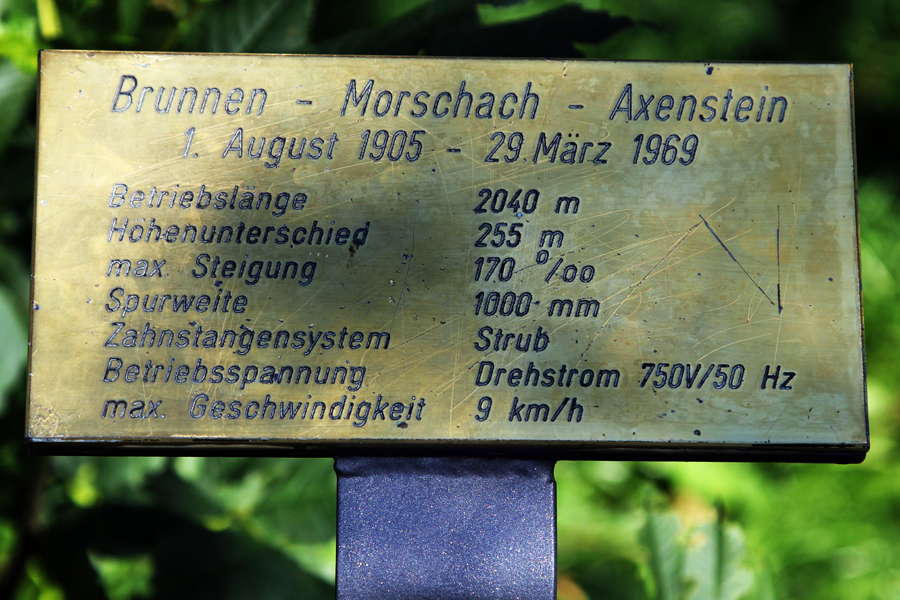 Brunnen - Morschach - Axenstein
1. August 1905 - 29. März 1969
Betriebslänge 2040 m
Höhenunterschied 255 m
max. Steigung 170 °/oo
Spurweite 1000 mm
Zahnstangensystem Strub
Betriebsspannung Drehstrom 750V/50 Hz
max. Geschwindigkeit 9 km/h